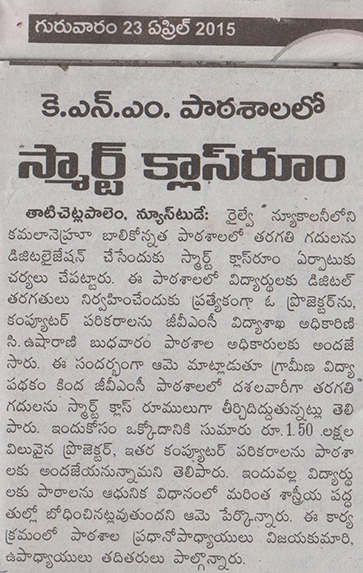 గురువారం 23 ఏప్రిల్ 2015
కె.ఎన్.ఎం. పాఠశాలలో
స్మార్ట్ క్లాస్‌రూం
తాటిచెట్లపాలెం, న్యూస్‌టుడే: రైల్వే న్యూకాలనీలోని
కమలానెహ్రూ బాలికోన్నత పాఠశాలలో తరగతి గదులను
డిజిటలైజేషన్ చేసేందుకు స్మార్ట్ క్లాస్‌రూం ఏర్పాటుకు
చర్యలు చేపట్టారు. ఈ పాఠశాలలో విద్యార్థులకు డిజిటల్
తరగతులు నిర్వహించేందుకు ప్రత్యేకంగా ఓ ప్రొజెక్టర్‌ను,
కంప్యూటర్ పరికరాలను జీవీఎంసీ విద్యాశాఖ అధికారిణి
సి.ఉషారాణి బుధవారం పాఠశాల అధికారులకు అందజే
సారు. ఈ సందర్భంగా ఆమె మాట్లాడుతూ గ్రామీణ విద్యా
పథకం కింద జీవీఎంసీ పాఠశాలలో దశలవారీగా తరగతి
గదులను స్మార్ట్ క్లాస్ రూములుగా తీర్చిదిద్దుతున్నట్లు తెలి
పారు. ఇందుకోసం ఒక్కోదానికి సుమారు రూ.1.50 లక్షల
విలువైన ప్రొజెక్టర్, ఇతర కంప్యూటర్ పరికరాలను పాఠశా
లకు అందజేయనున్నామని తెలిపారు. ఇందువల్ల విద్యార్థు
లకు పాఠాలను ఆధునిక విధానంలో మరింత శాస్త్రీయ పద్ధ
తుల్లో బోధించినట్లవుతుందని ఆమె పేర్కొన్నారు. ఈ కార్య
క్రమంలో పాఠశాల ప్రధానోపాధ్యాయులు విజయకుమారి,
ఉపాధ్యాయులు తదితరులు పాల్గొన్నారు.